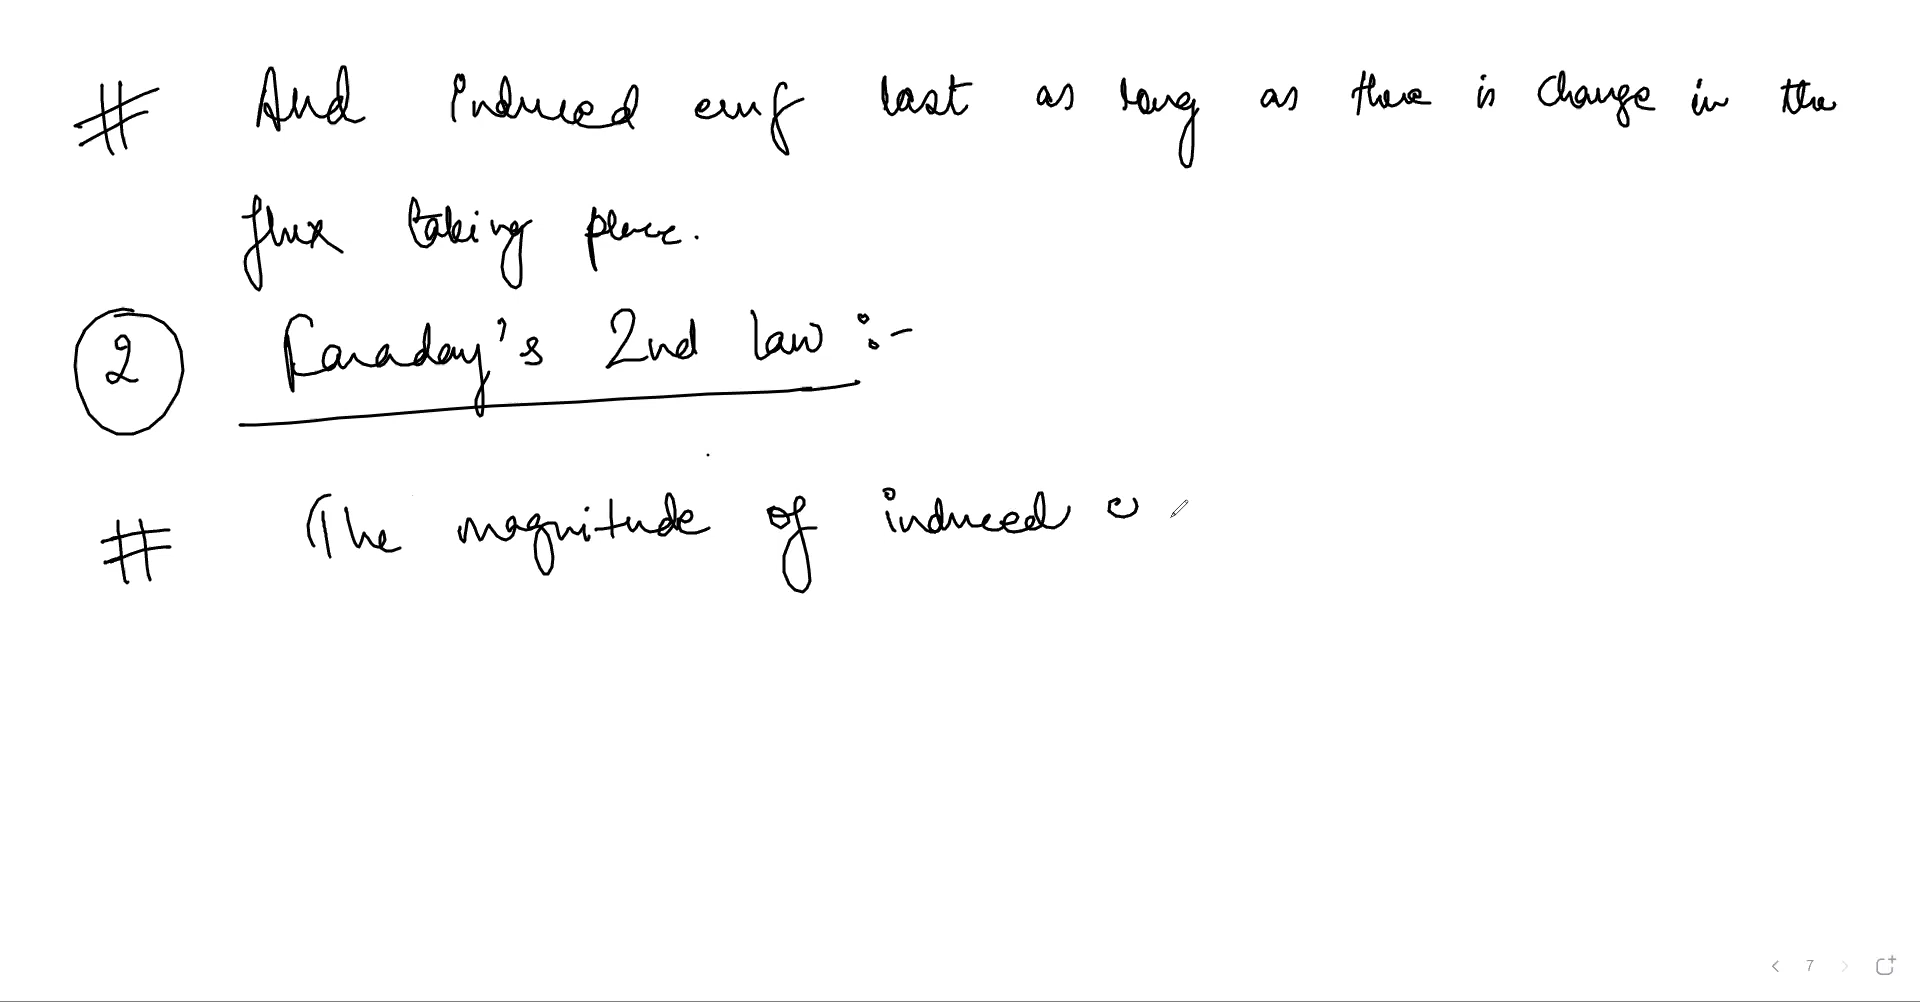 # And induced emf last as long as there is change in the
flux taking place.
2 Faraday's 2nd law :-
# The magnitude of induced e
7